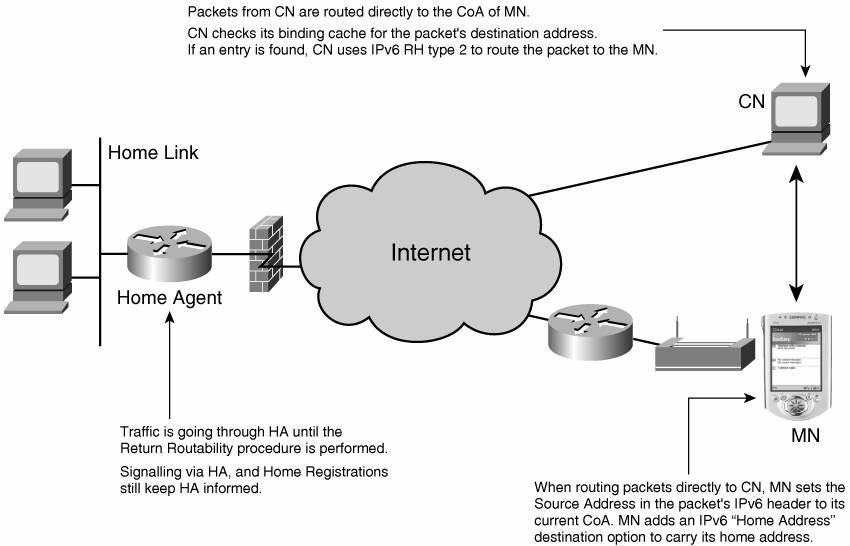 Packets from CN are routed directly to the CoA of MN.
CN checks its binding cache for the packet's destination address.
If an entry is found, CN uses IPv6 RH type 2 to route the packet to the MN.
CN
Home Link
Internet
Home Agent
MN
Traffic is going through HA until the
Return Routability procedure is performed.
Signalling via HA, and Home Registrations
still keep HA informed.
When routing packets directly to CN, MN sets the
Source Address in the packet's IPv6 header to its
current CoA. MN adds an IPv6 “Home Address”
destination option to carry its home address.